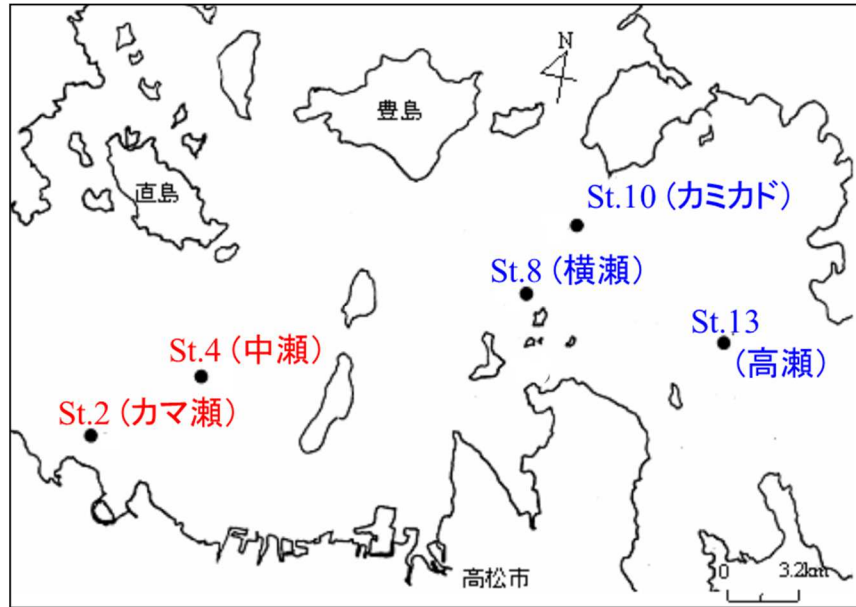 N
豊島
直島
St.10 (カミカド)
St.8 (横瀬)
St.13
(高瀬)
St.4 (中瀬)
St.2 (カマ瀬)
高松市
0 3.2km